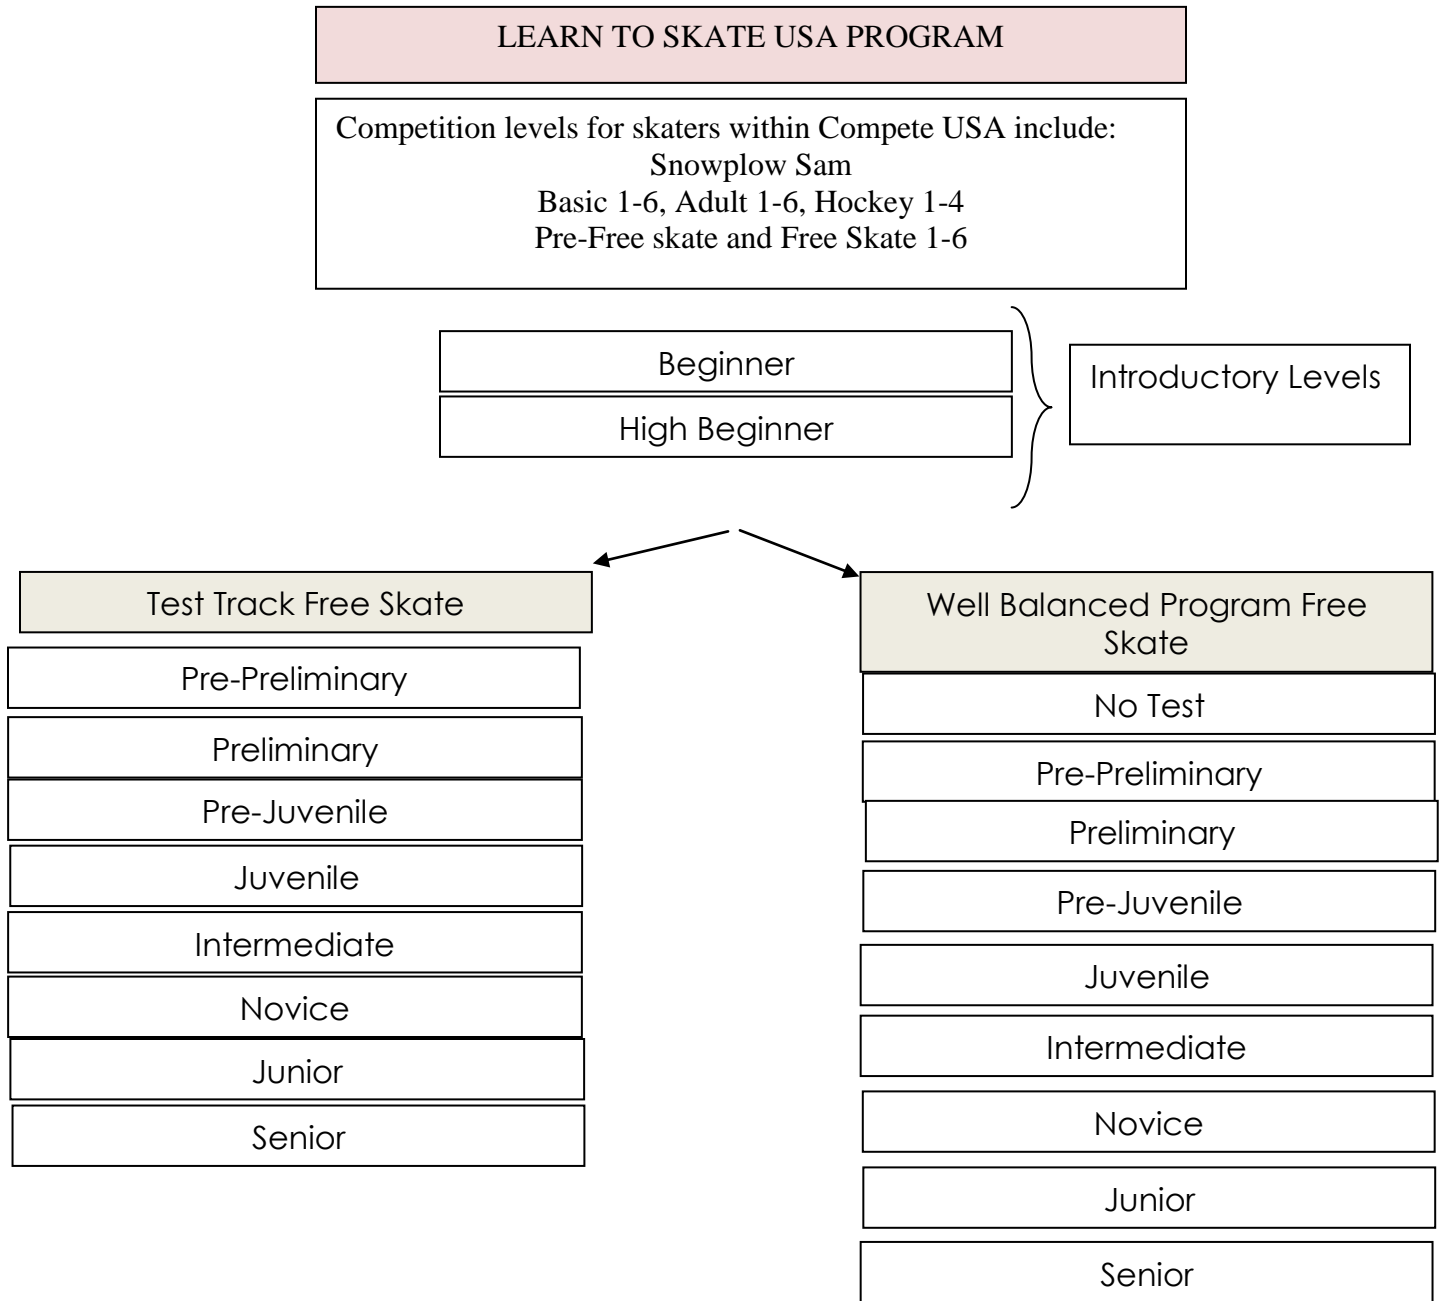 LEARN TO SKATE USA PROGRAM
Competition levels for skaters within Compete USA include:
Snowplow Sam
Basic 1-6, Adult 1-6, Hockey 1-4
Pre-Free skate and Free Skate 1-6
Beginner
High Beginner
Introductory Levels
Test Track Free Skate
Pre-Preliminary
Preliminary
Pre-Juvenile
Juvenile
Intermediate
Novice
Junior
Senior
Well Balanced Program Free
Skate
No Test
Pre-Preliminary
Preliminary
Pre-Juvenile
Juvenile
Intermediate
Novice
Junior
Senior